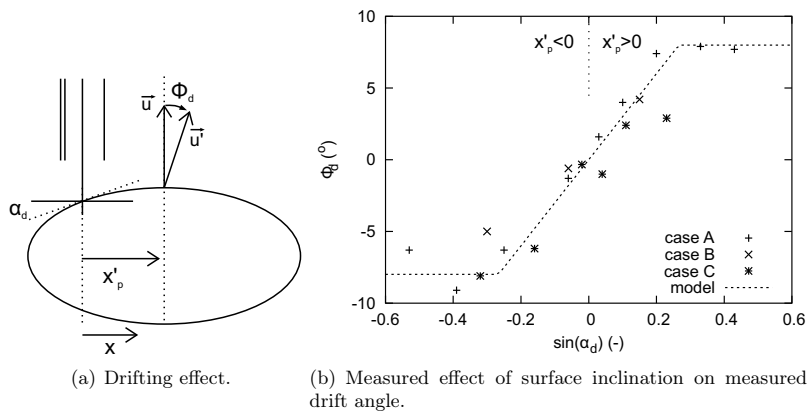 u⃗
Φd
u⃗'
αd
x'p
x
(a) Drifting effect.
10
5
0
-5
-10
Φd (°)
x'p<0
x'p>0
case A
case B
case C
model
-0.6 -0.4 -0.2 0 0.2 0.4 0.6
sin(αd) (-)
(b) Measured effect of surface inclination on measured
drift angle.